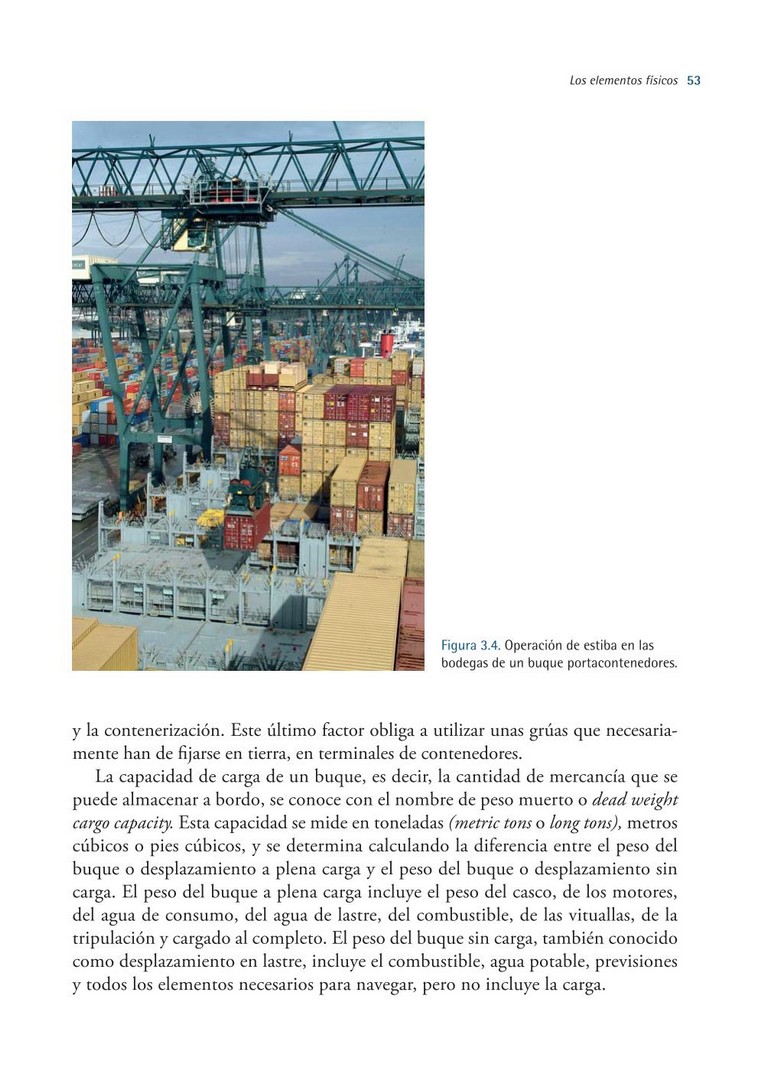 Los elementos físicos 53
Figura 3.4. Operación de estiba en las
bodegas de un buque portacontenedores.
y la contenerización. Este último factor obliga a utilizar unas grúas que necesaria-
mente han de fijarse en tierra, en terminales de contenedores.
La capacidad de carga de un buque, es decir, la cantidad de mercancía que se
puede almacenar a bordo, se conoce con el nombre de peso muerto o dead weight
cargo capacity. Esta capacidad se mide en toneladas (metric tons o long tons), metros
cúbicos o pies cúbicos, y se determina calculando la diferencia entre el peso del
buque o desplazamiento a plena carga y el peso del buque o desplazamiento sin
carga. El peso del buque a plena carga incluye el peso del casco, de los motores,
del agua de consumo, del agua de lastre, del combustible, de las vituallas, de la
tripulación y cargado al completo. El peso del buque sin carga, también conocido
como desplazamiento en lastre, incluye el combustible, agua potable, previsiones
y todos los elementos necesarios para navegar, pero no incluye la carga.